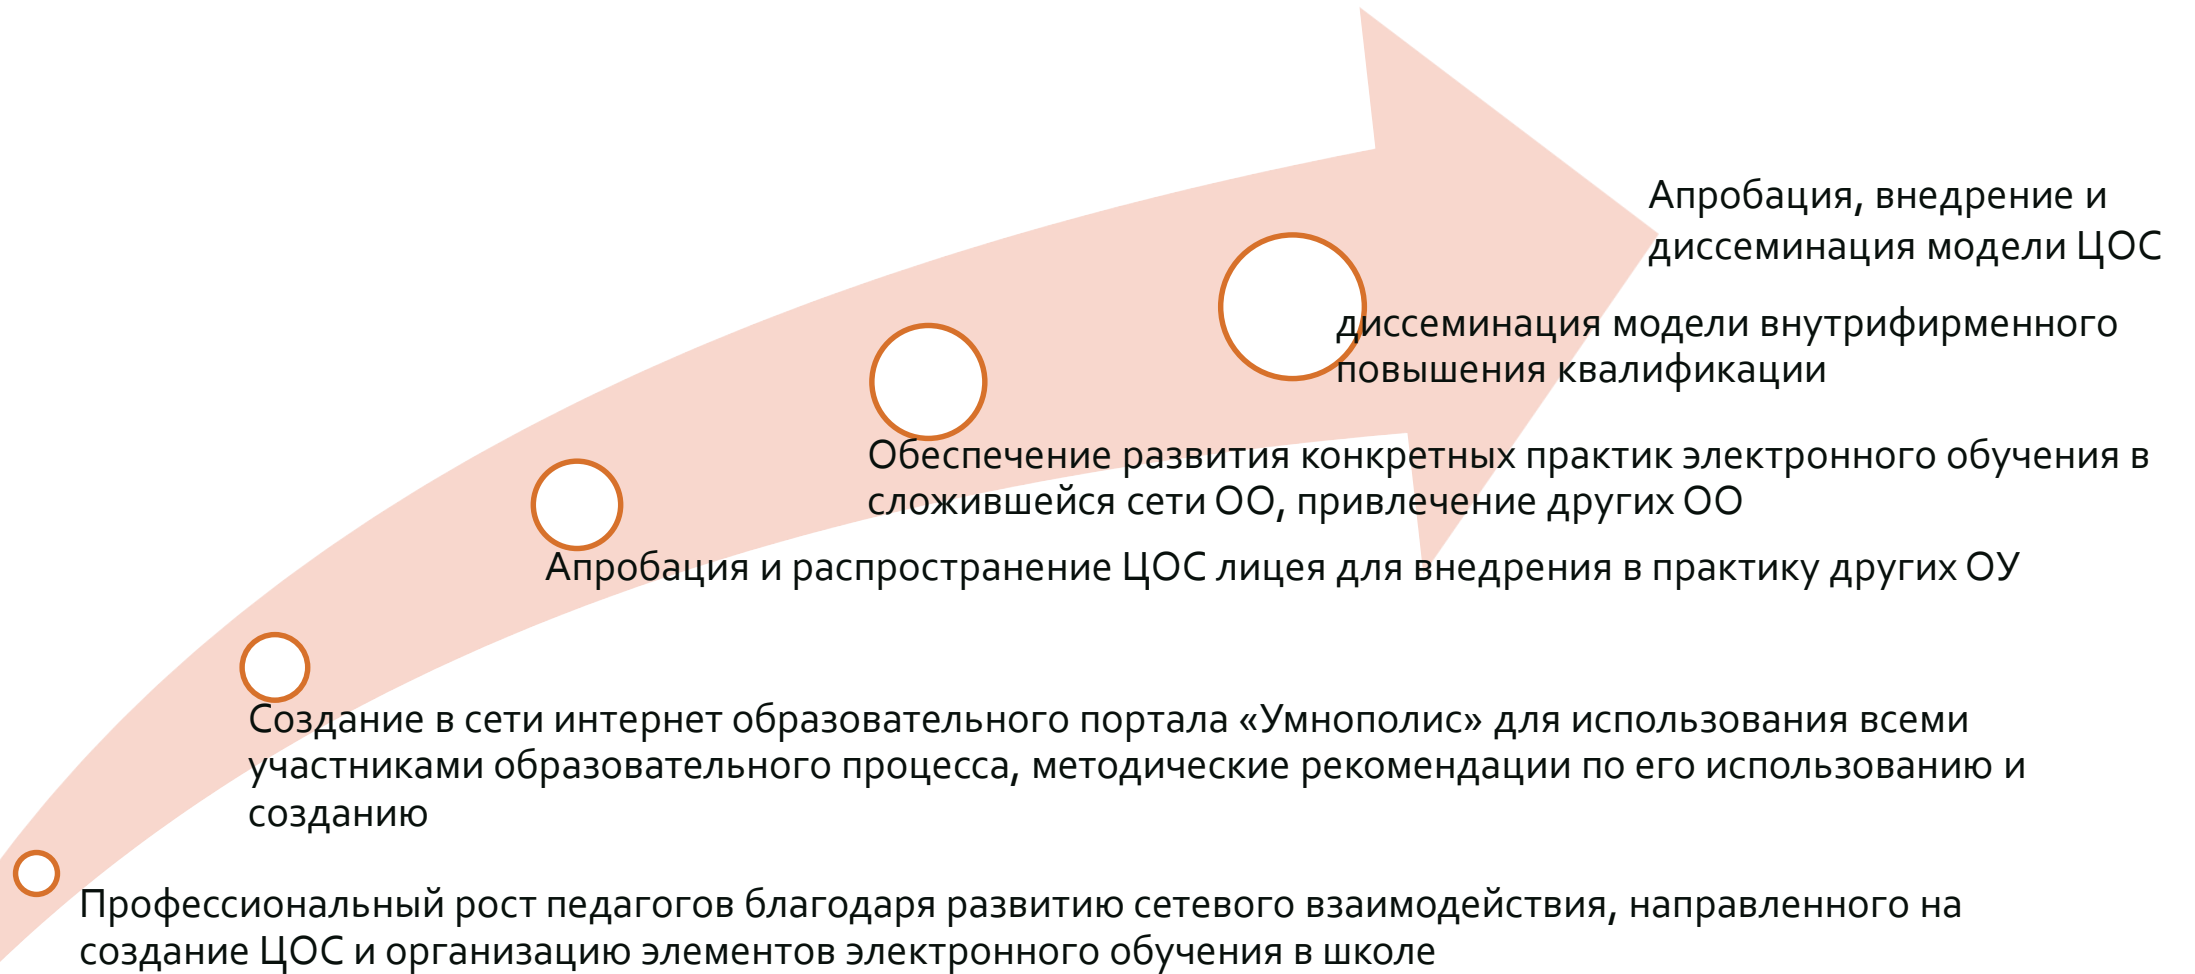 Апробация, внедрение и
диссеминация модели ЦОС
диссеминация модели внутрифирменного
повышения квалификации
Обеспечение развития конкретных практик электронного обучения в
сложившейся сети ОО, привлечение других ОО
Апробация и распространение ЦОС лицея для внедрения в практику других ОУ
Создание в сети интернет образовательного портала «Умнополис» для использования всеми
участниками образовательного процесса, методические рекомендации по его использованию и
созданию
Профессиональный рост педагогов благодаря развитию сетевого взаимодействия, направленного на
создание ЦОС и организацию элементов электронного обучения в школе